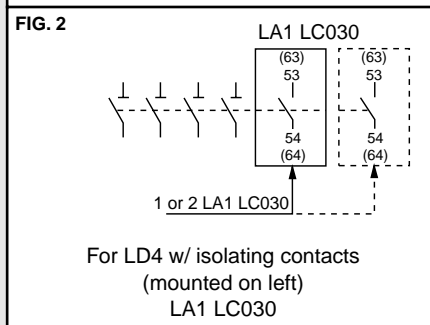 FIG. 2
LA1 LC030
(63) (63)
53 53
54 54
(64) (64)
1 or 2 LA1 LC030
For LD4 w/ isolating contacts
(mounted on left)
LA1 LC030